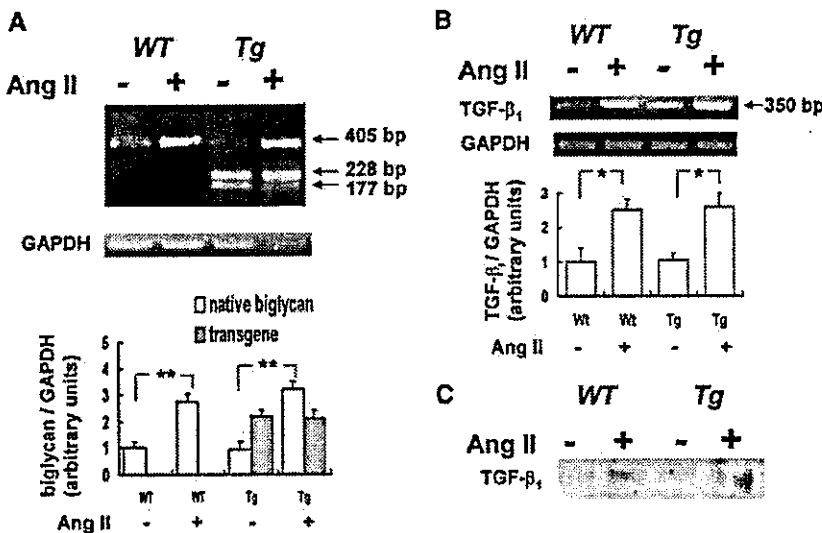 A
WT Tg
Ang II - + - +
405 bp
228 bp
177 bp
GAPDH
native biglycan
transgene
biglycan / GAPDH
(arbitrary units)
5
4
3
2
1
0
** **
WT WT Tg Tg
Ang II - + - +
B
WT Tg
Ang II - + - +
TGF-β1 350 bp
GAPDH
TGF-β1/ GAPDH
(arbitrary units)
3
2
1
0
* *
Wt Wt Tg Tg
Ang II - + - +
C
WT Tg
Ang II - + - +
TGF-β1